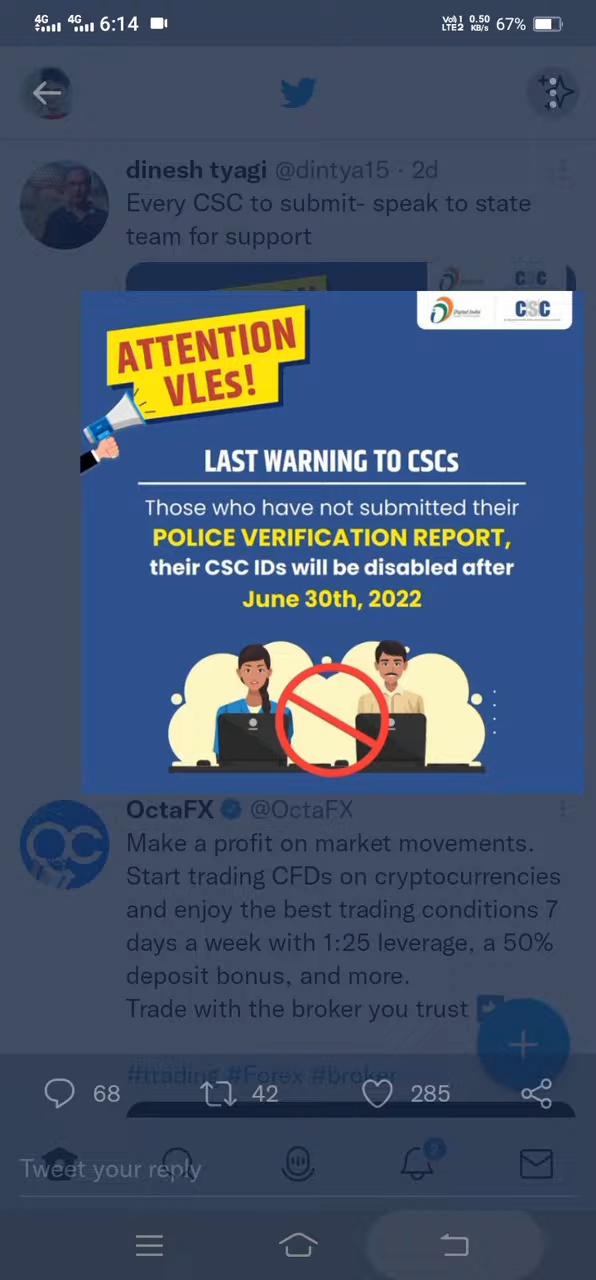 4G 4G 6:14 Vo) 1 LTE2 0.50 KB/s 67%
dinesh tyagi @dintya15 · 2d
Every CSC to submit- speak to state
team for support
Digital India CSC
ATTENTION
VLEs!
LAST WARNING TO CSCs
Those who have not submitted their
POLICE VERIFICATION REPORT,
their CSC IDs will be disabled after
June 30th, 2022
OctaFX @OctaFX
Make a profit on market movements.
Start trading CFDs on cryptocurrencies
and enjoy the best trading conditions 7
days a week with 1:25 leverage, a 50%
deposit bonus, and more.
Trade with the broker you trust
#trading #Forex #broker
68 42 285
Tweet your reply